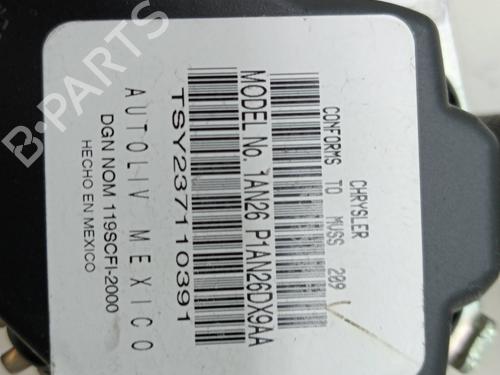 CHRYSLER
CONFORMS TO MVSS 209
MODEL No. 1AN26 P1AN26DX9AA
TSY237110391
AUTOLIV MEXICO
DGN NOM 119SCFI-2000
HECHO EN MEXICO
B-PARTS